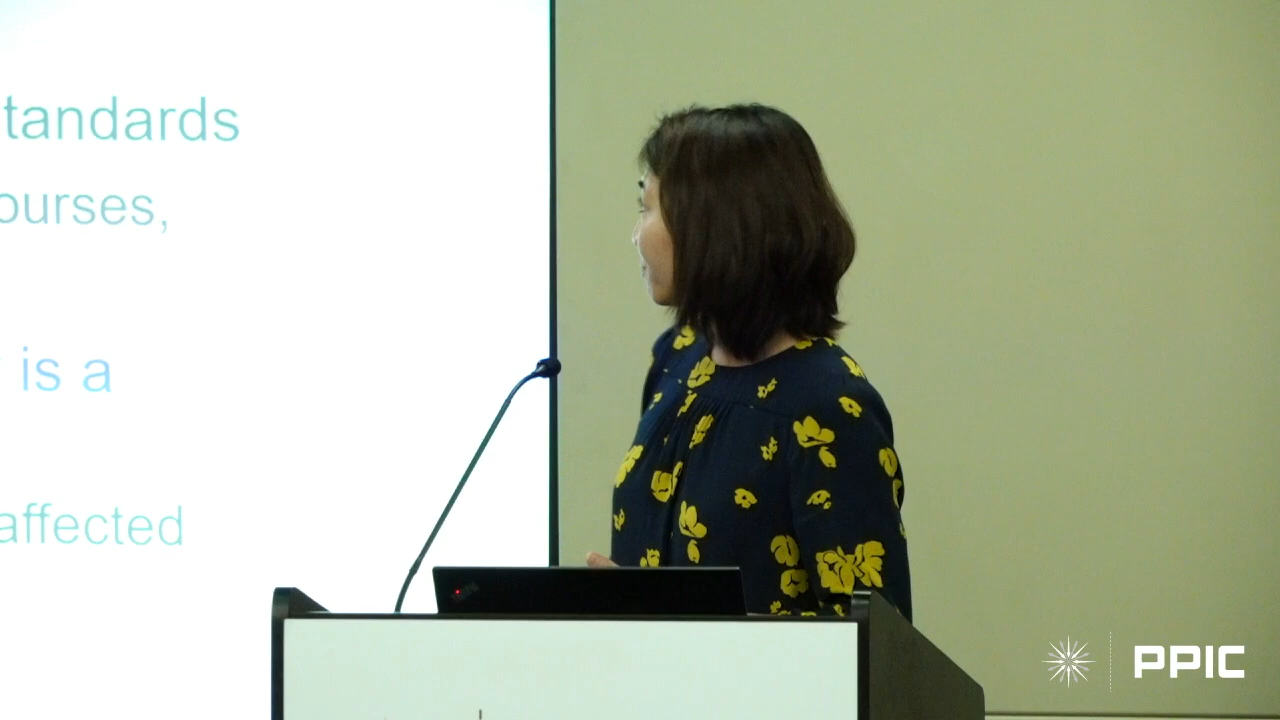 tandards
ourses,
is a
affected
PPIC